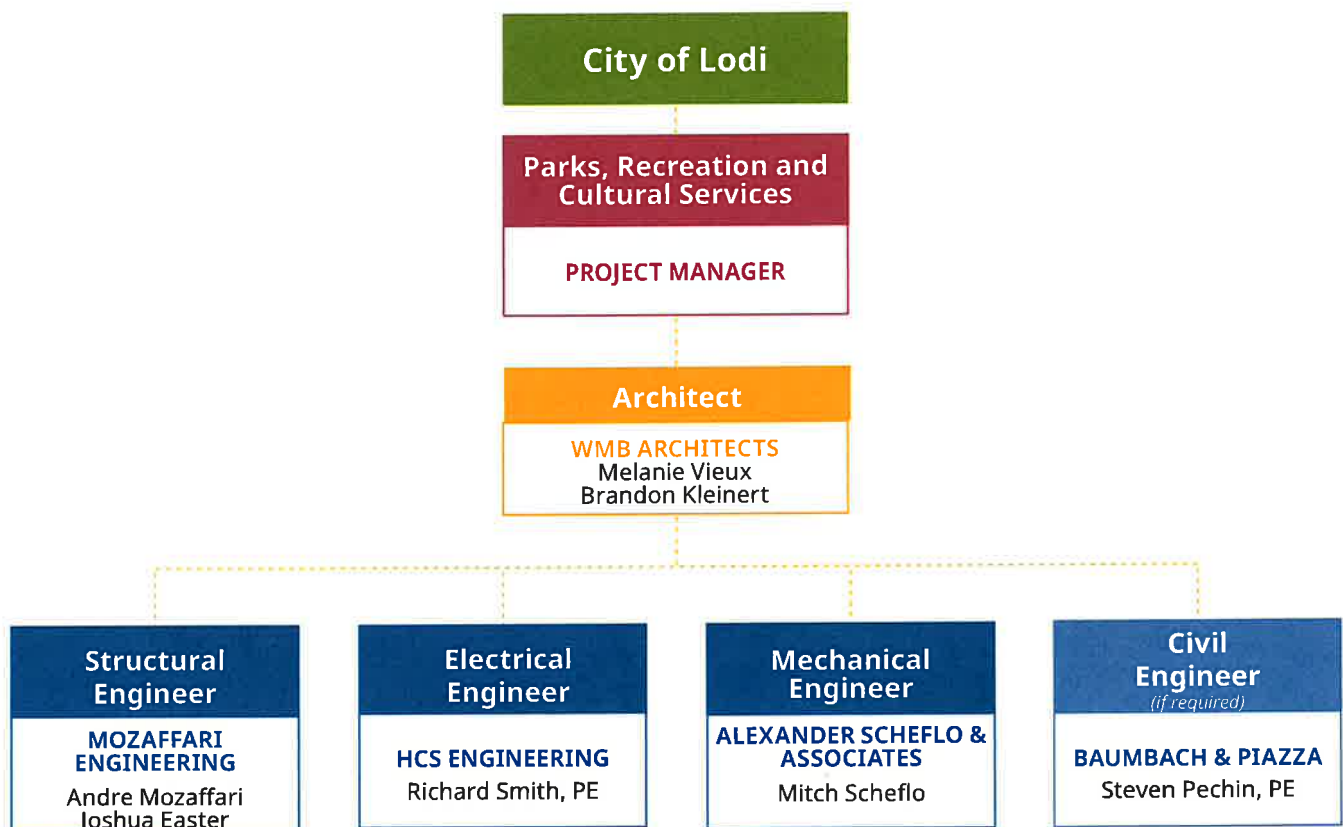 City of Lodi
Parks, Recreation and
Cultural Services
PROJECT MANAGER
Architect
WMB ARCHITECTS
Melanie Vieux
Brandon Kleinert
Structural
Engineer
MOZAFFARI
ENGINEERING
Andre Mozaffari
Joshua Easter
Electrical
Engineer
HCS ENGINEERING
Richard Smith, PE
Mechanical
Engineer
ALEXANDER SCHEFLO &
ASSOCIATES
Mitch Scheflo
Civil
Engineer
(if required)
BAUMBACH & PIAZZA
Steven Pechin, PE